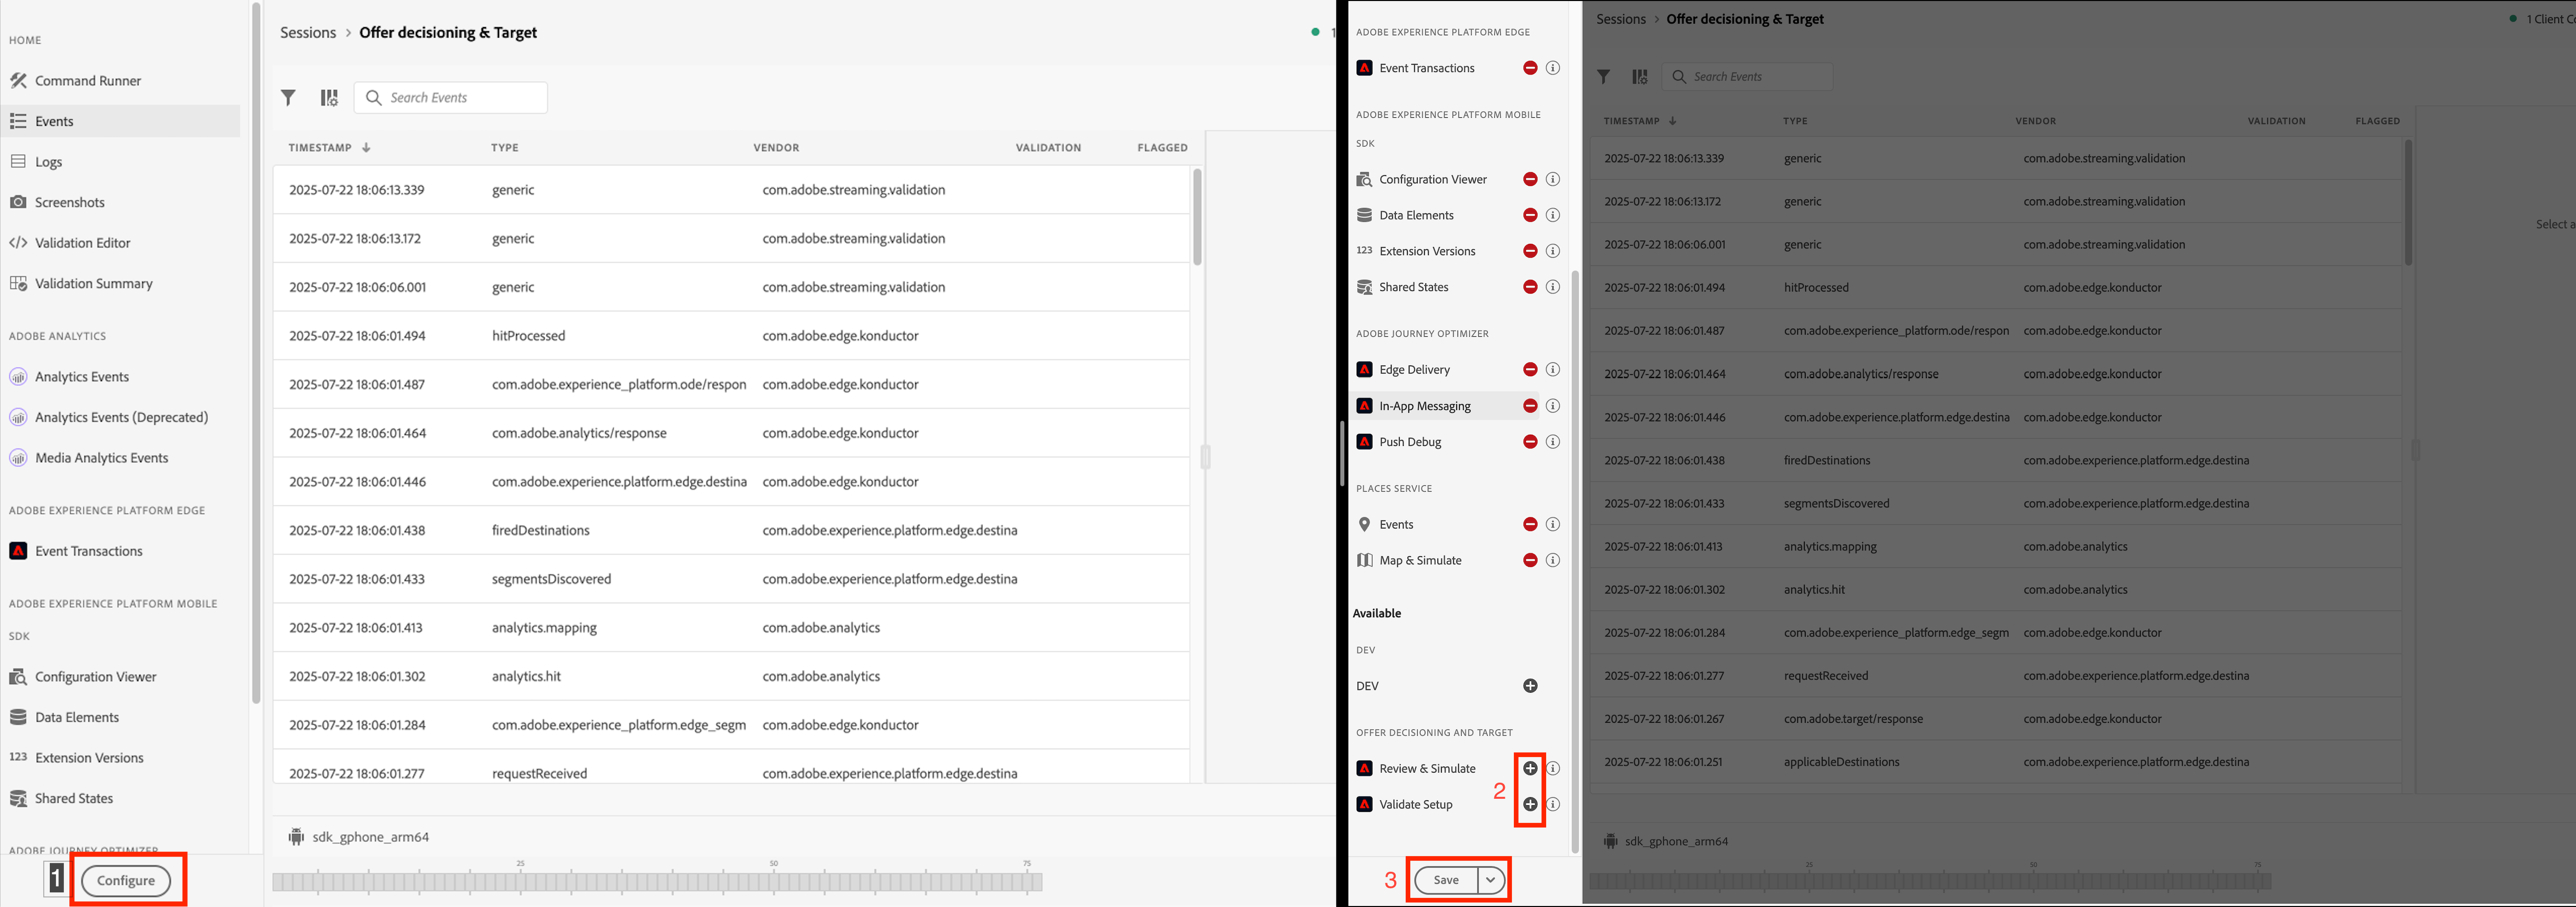 HOME
Command Runner
Events
Logs
Screenshots
Validation Editor
Validation Summary
ADOBE ANALYTICS
Analytics Events
Analytics Events (Deprecated)
Media Analytics Events
ADOBE EXPERIENCE PLATFORM EDGE
Event Transactions
ADOBE EXPERIENCE PLATFORM MOBILE
SDK
Configuration Viewer
Data Elements
123 Extension Versions
Shared States
ADOBE JOURNEY OPTIMIZER
1 Configure
Sessions > Offer decisioning & Target
1
Search Events
TIMESTAMP TYPE VENDOR VALIDATION FLAGGED
2025-07-22 18:06:13.339 generic com.adobe.streaming.validation
2025-07-22 18:06:13.172 generic com.adobe.streaming.validation
2025-07-22 18:06:06.001 generic com.adobe.streaming.validation
2025-07-22 18:06:01.494 hitProcessed com.adobe.edge.konductor
2025-07-22 18:06:01.487 com.adobe.experience_platform.ode/respon com.adobe.edge.konductor
2025-07-22 18:06:01.464 com.adobe.analytics/response com.adobe.edge.konductor
2025-07-22 18:06:01.446 com.adobe.experience.platform.edge.destina com.adobe.edge.konductor
2025-07-22 18:06:01.438 firedDestinations com.adobe.experience.platform.edge.destina
2025-07-22 18:06:01.433 segmentsDiscovered com.adobe.experience.platform.edge.destina
2025-07-22 18:06:01.413 analytics.mapping com.adobe.analytics
2025-07-22 18:06:01.302 analytics.hit com.adobe.analytics
2025-07-22 18:06:01.284 com.adobe.experience_platform.edge_segm com.adobe.edge.konductor
2025-07-22 18:06:01.277 requestReceived com.adobe.experience.platform.edge.destina
sdk_gphone_arm64
25 50 75
ADOBE EXPERIENCE PLATFORM EDGE
Event Transactions
ADOBE EXPERIENCE PLATFORM MOBILE
SDK
Configuration Viewer
Data Elements
123 Extension Versions
Shared States
ADOBE JOURNEY OPTIMIZER
Edge Delivery
In-App Messaging
Push Debug
PLACES SERVICE
Events
Map & Simulate
Available
DEV
DEV
OFFER DECISIONING AND TARGET
Review & Simulate
2
Validate Setup
3 Save
Sessions > Offer decisioning & Target
1 Client Co
Search Events
TIMESTAMP TYPE VENDOR VALIDATION FLAGGED
2025-07-22 18:06:13.339 generic com.adobe.streaming.validation
2025-07-22 18:06:13.172 generic com.adobe.streaming.validation
Select a
2025-07-22 18:06:06.001 generic com.adobe.streaming.validation
2025-07-22 18:06:01.494 hitProcessed com.adobe.edge.konductor
2025-07-22 18:06:01.487 com.adobe.experience_platform.ode/respon com.adobe.edge.konductor
2025-07-22 18:06:01.464 com.adobe.analytics/response com.adobe.edge.konductor
2025-07-22 18:06:01.446 com.adobe.experience.platform.edge.destina com.adobe.edge.konductor
2025-07-22 18:06:01.438 firedDestinations com.adobe.experience.platform.edge.destina
2025-07-22 18:06:01.433 segmentsDiscovered com.adobe.experience.platform.edge.destina
2025-07-22 18:06:01.413 analytics.mapping com.adobe.analytics
2025-07-22 18:06:01.302 analytics.hit com.adobe.analytics
2025-07-22 18:06:01.284 com.adobe.experience_platform.edge_segm com.adobe.edge.konductor
2025-07-22 18:06:01.277 requestReceived com.adobe.experience.platform.edge.destina
2025-07-22 18:06:01.267 com.adobe.target/response com.adobe.edge.konductor
2025-07-22 18:06:01.251 applicableDestinations com.adobe.experience.platform.edge.destina
sdk_gphone_arm64
25 50 75